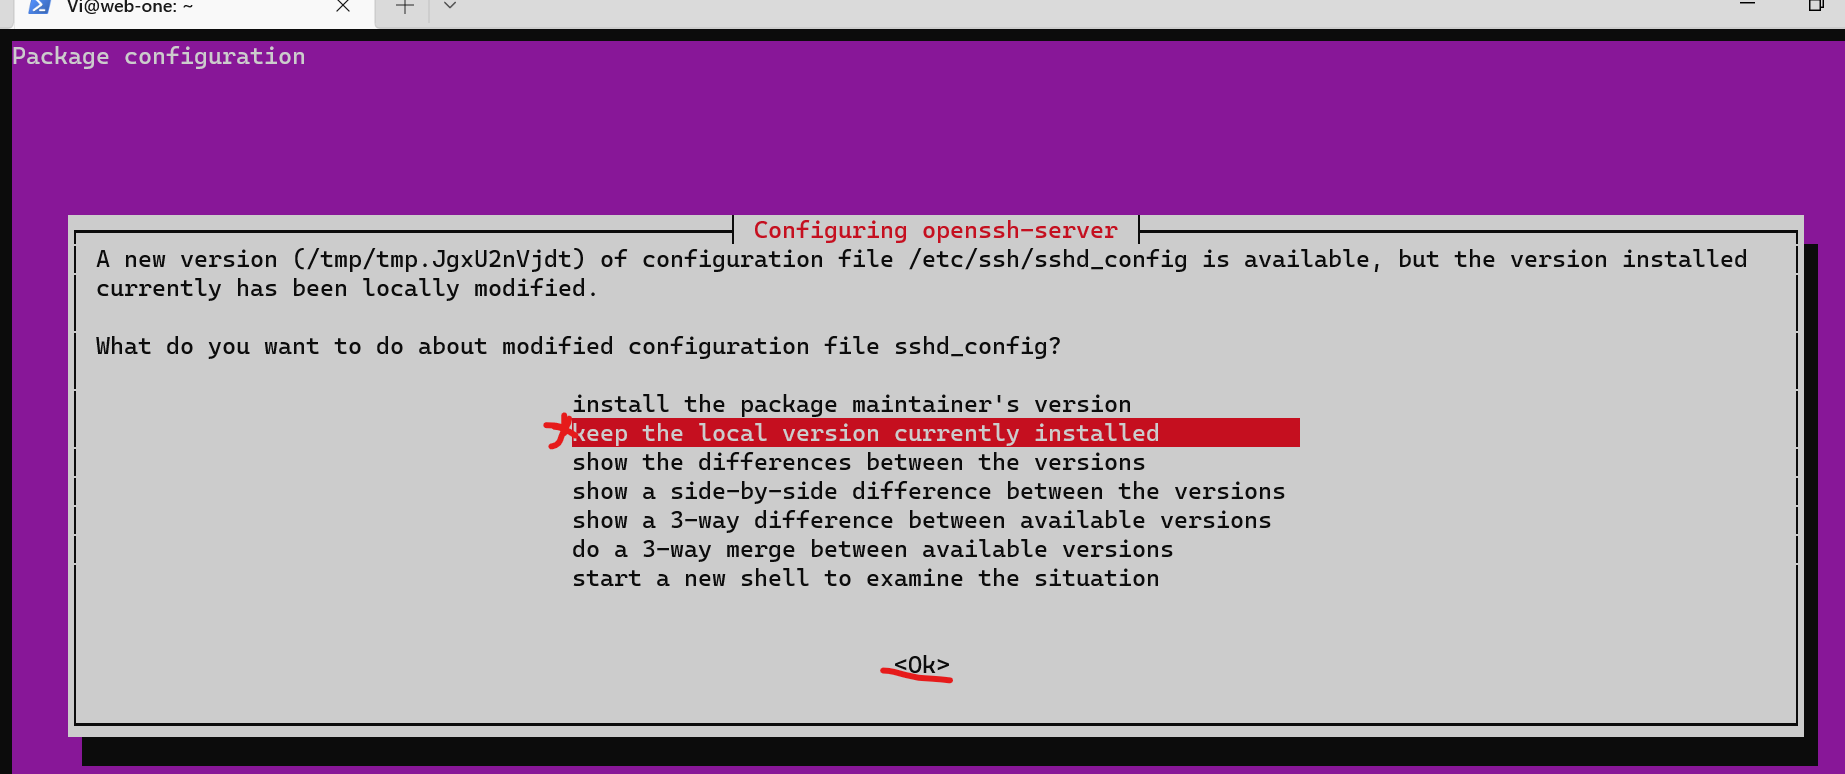 Vi@web-one: ~
Package configuration
Configuring openssh-server
A new version (/tmp/tmp.JgxU2nVjdt) of configuration file /etc/ssh/sshd_config is available, but the version installed
currently has been locally modified.
What do you want to do about modified configuration file sshd_config?
install the package maintainer's version
keep the local version currently installed
show the differences between the versions
show a side-by-side difference between the versions
show a 3-way difference between available versions
do a 3-way merge between available versions
start a new shell to examine the situation
<Ok>